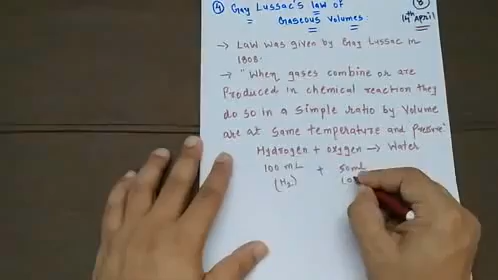 ④ Gay Lussac's law of
Gaseous Volumes.
8
14th April
→ Law was given by Gay Lussac in
1808.
→ "When gases combine or are
Produced in chemical reaction they
do so in a simple ratio by Volume
are at same temperature and Pressure"
Hydrogen + oxygen → Water
100 mL + 50mL
(H₂) (O